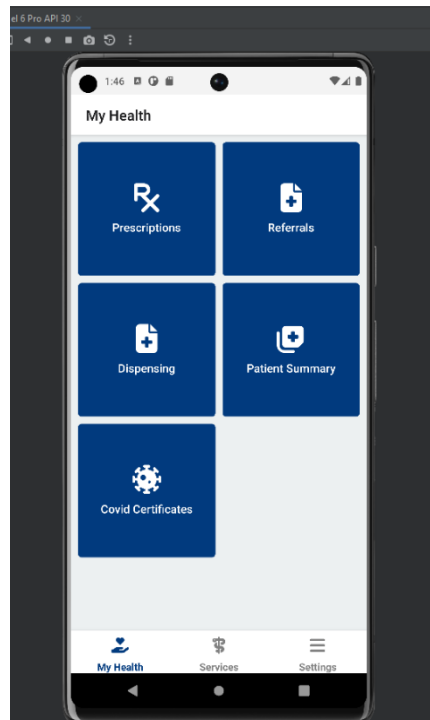 el 6 Pro API 30
1:46
My Health
Rx
Prescriptions
Referrals
Dispensing
Patient Summary
Covid Certificates
My Health
Services
Settings